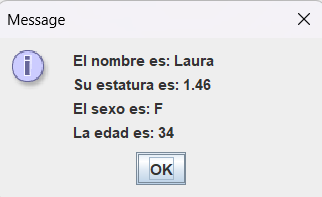 Message
El nombre es: Laura
Su estatura es: 1.46
El sexo es: F
La edad es: 34
OK